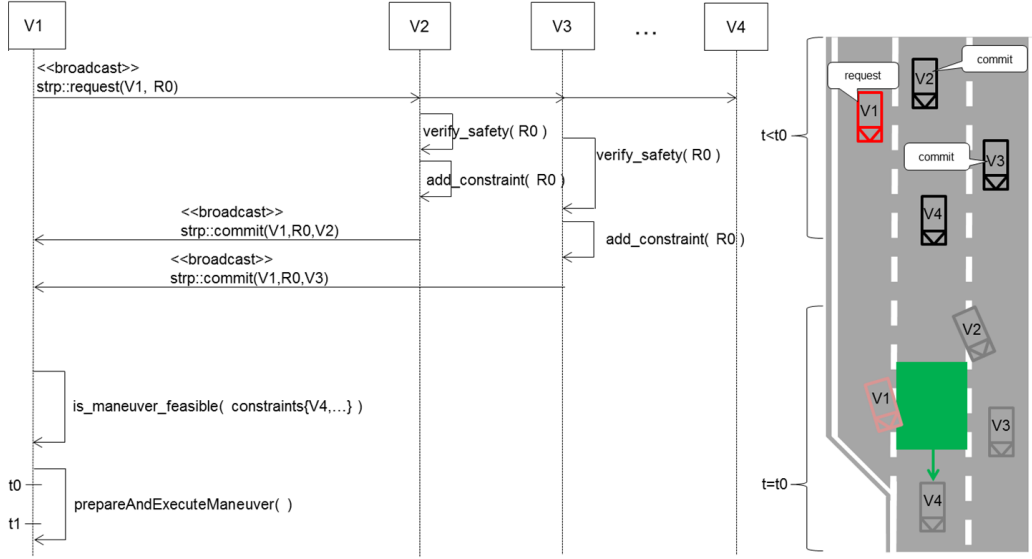 V1
V2
V3
...
V4
<<broadcast>>
strp::request(V1, R0)
verify_safety( R0 )
verify_safety( R0 )
add_constraint( R0 )
<<broadcast>>
strp::commit(V1,R0,V2)
add_constraint( R0 )
<<broadcast>>
strp::commit(V1,R0,V3)
is_maneuver_feasible( constraints{V4,...} )
t0
prepareAndExecuteManeuver( )
t1
commit
request
V2
V1
t<t0
commit
V3
V4
V2
V1
V3
t=t0
V4